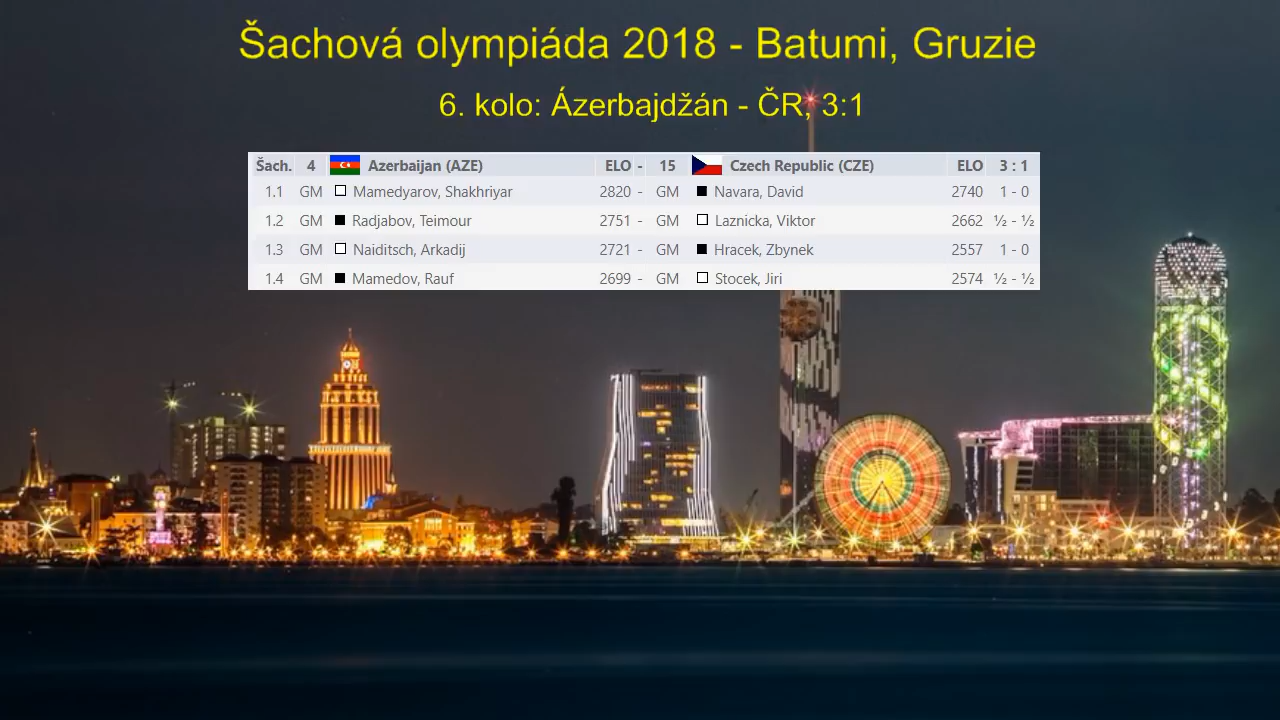 Šachová olympiáda 2018 - Batumi, Gruzie
6. kolo: Ázerbajdžán - ČR, 3:1
Šach. 4 Azerbaijan (AZE) ELO - 15 Czech Republic (CZE) ELO 3 : 1
1.1 GM Mamedyarov, Shakhriyar 2820 - GM Navara, David 2740 1 - 0
1.2 GM Radjabov, Teimour 2751 - GM Laznicka, Viktor 2662 ½ - ½
1.3 GM Naiditsch, Arkadij 2721 - GM Hracek, Zbynek 2557 1 - 0
1.4 GM Mamedov, Rauf 2699 - GM Stocek, Jiri 2574 ½ - ½